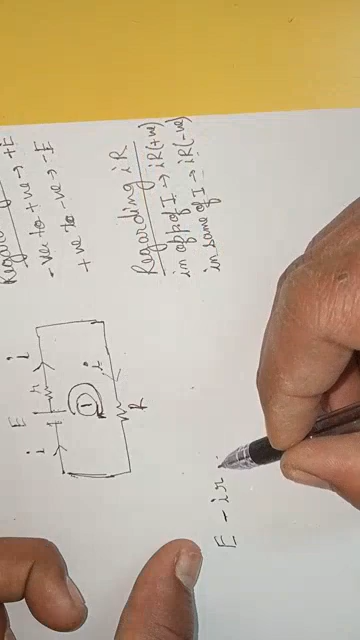 -ve to +ve → +E
+ve to -ve → -E
Regarding iR
in opp of I → iR(+ve)
in same of I → iR(-ve)
i E r i
1
i
R
E - ir